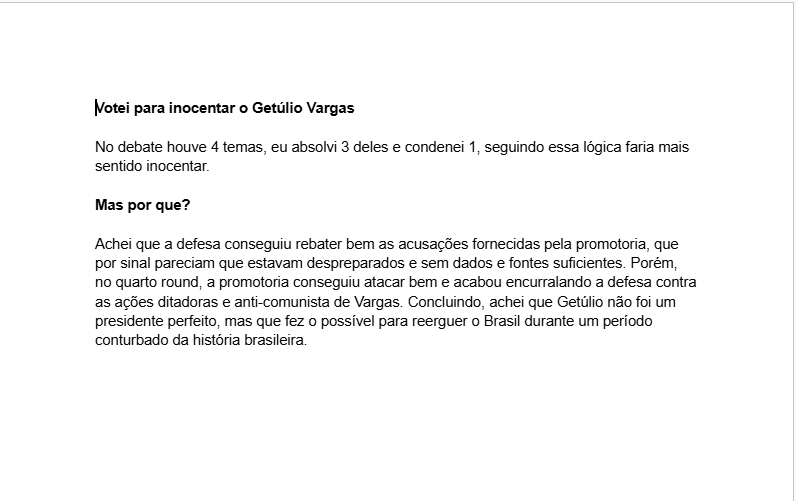 Votei para inocentar o Getúlio Vargas
No debate houve 4 temas, eu absolvi 3 deles e condenei 1, seguindo essa lógica faria mais
sentido inocentar.
Mas por que?
Achei que a defesa conseguiu rebater bem as acusações fornecidas pela promotoria, que
por sinal pareciam que estavam despreparados e sem dados e fontes suficientes. Porém,
no quarto round, a promotoria conseguiu atacar bem e acabou encurralando a defesa contra
as ações ditadoras e anti-comunista de Vargas. Concluindo, achei que Getúlio não foi um
presidente perfeito, mas que fez o possível para reerguer o Brasil durante um período
conturbado da história brasileira.